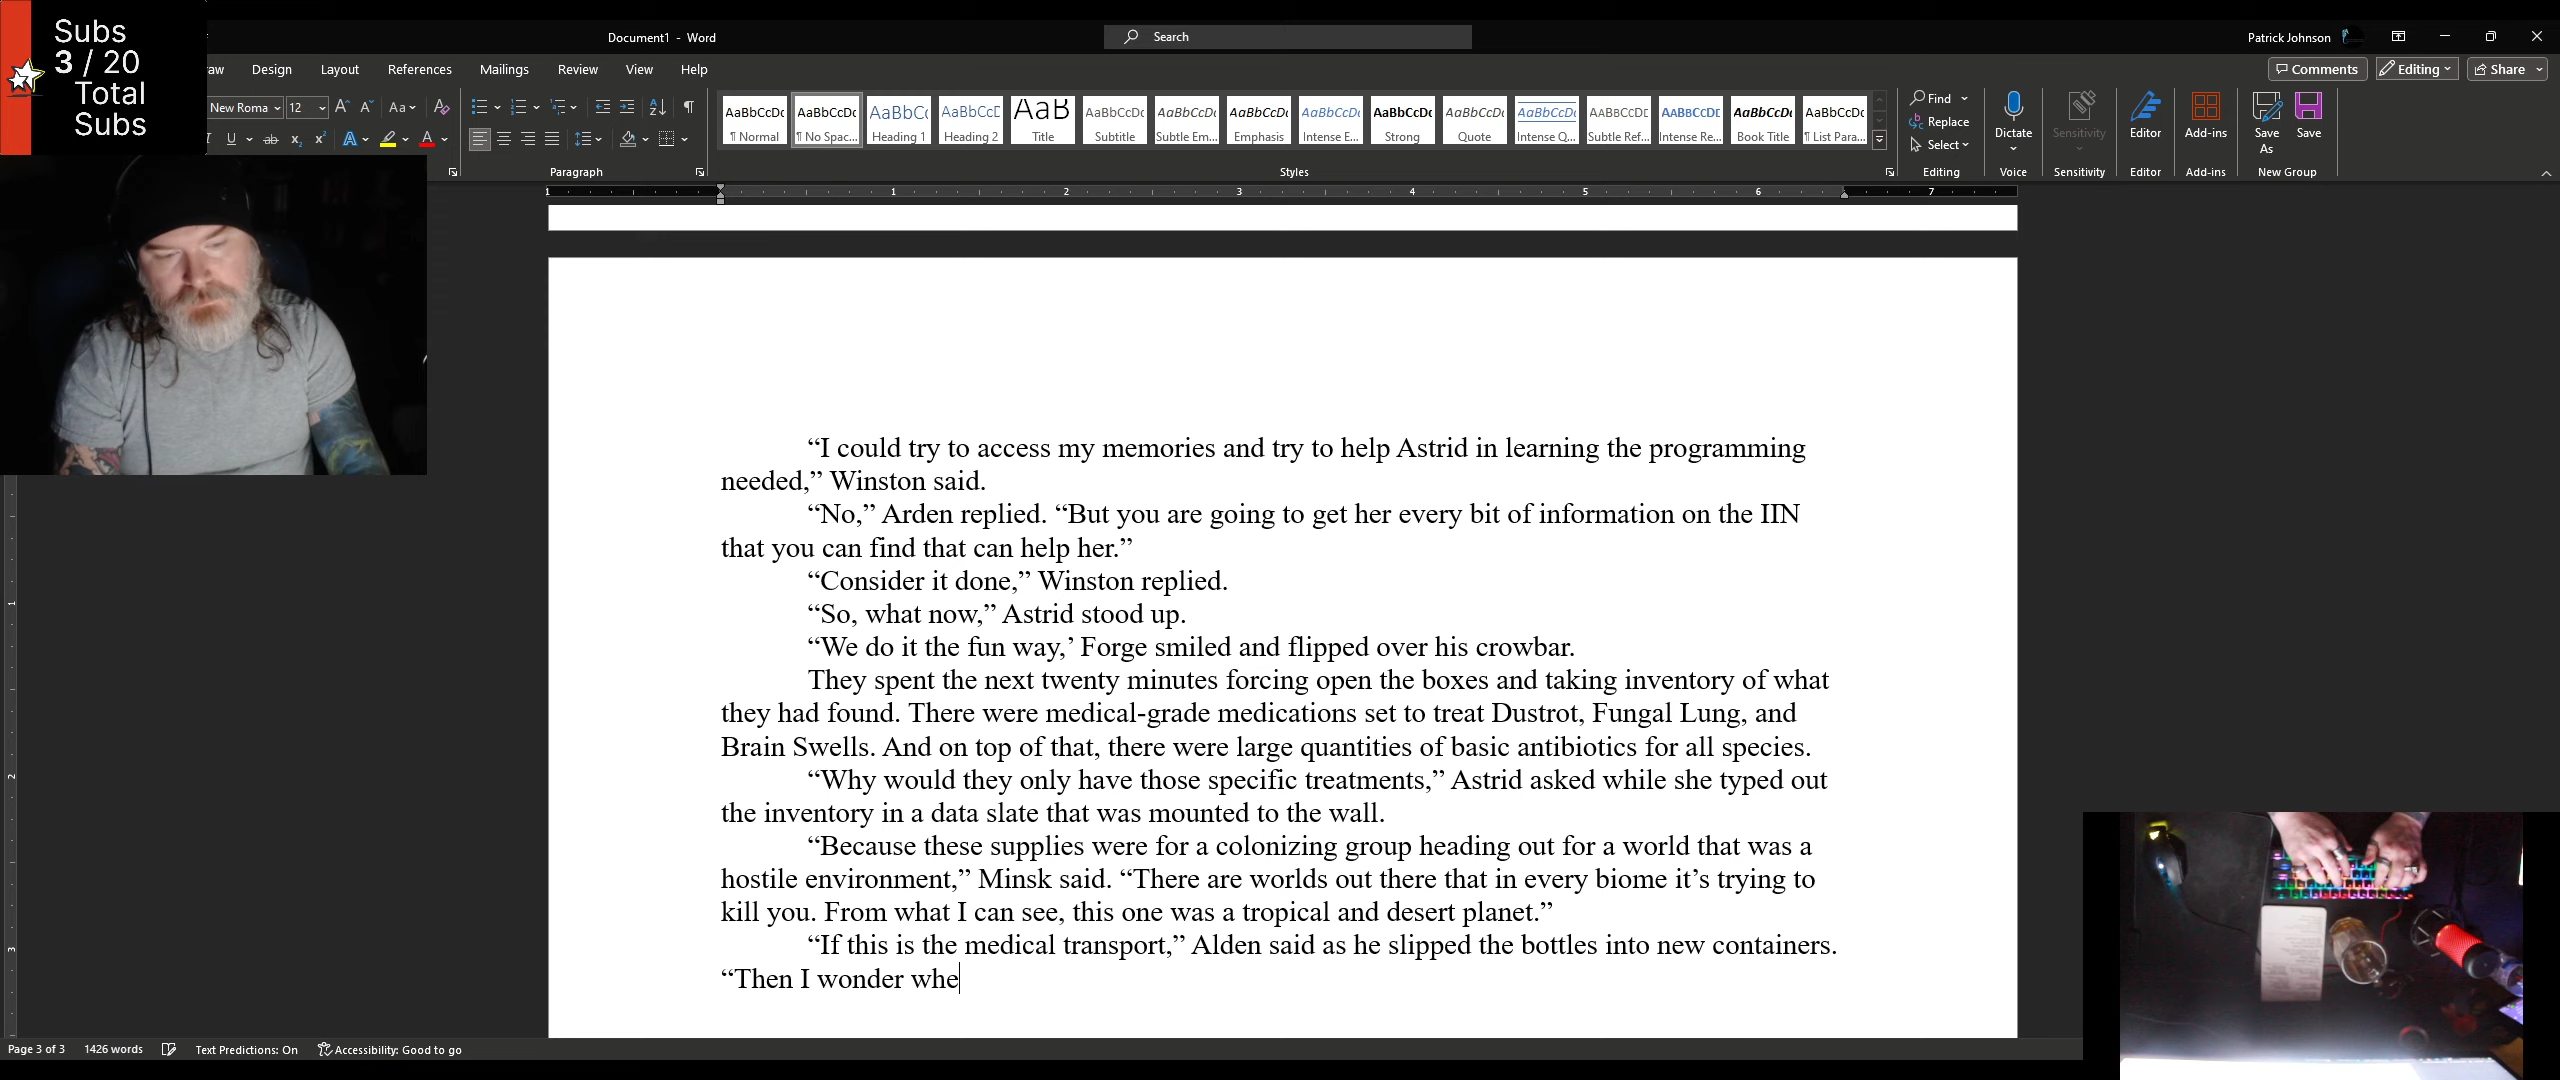 Subs
3 / 20
Total
Subs
Document1 - Word
Search
Patrick Johnson
aw
Design
Layout
References
Mailings
Review
View
Help
Comments
Editing
Share
New Roma
12
Aa
AaBbCcDc
AaBbCcDc
AaBbC
AaBbCcD
AaB
AaBbCcDc
AaBbCcDc
AaBbCcDc
AaBbCcDc
AaBbCcDc
AaBbCcDc
AaBbCcDc
AABBCCDD
AABBCCDD
AaBbCcDc
AaBbCcDc
¶ Normal
¶ No Spac...
Heading 1
Heading 2
Title
Subtitle
Subtle Em...
Emphasis
Intense E...
Strong
Quote
Intense Q...
Subtle Ref...
Intense Re...
Book Title
¶ List Para...
Find
Replace
Select
Dictate
Sensitivity
Editor
Add-ins
Save As
Save
Paragraph
Styles
Editing
Voice
Sensitivity
Editor
Add-ins
New Group
1 1 2 3 4 5 6 7
“I could try to access my memories and try to help Astrid in learning the programming
needed,” Winston said.
“No,” Arden replied. “But you are going to get her every bit of information on the IIN
that you can find that can help her.”
“Consider it done,” Winston replied.
“So, what now,” Astrid stood up.
“We do it the fun way,’ Forge smiled and flipped over his crowbar.
They spent the next twenty minutes forcing open the boxes and taking inventory of what
they had found. There were medical-grade medications set to treat Dustrot, Fungal Lung, and
Brain Swells. And on top of that, there were large quantities of basic antibiotics for all species.
“Why would they only have those specific treatments,” Astrid asked while she typed out
the inventory in a data slate that was mounted to the wall.
“Because these supplies were for a colonizing group heading out for a world that was a
hostile environment,” Minsk said. “There are worlds out there that in every biome it’s trying to
kill you. From what I can see, this one was a tropical and desert planet.”
“If this is the medical transport,” Alden said as he slipped the bottles into new containers.
“Then I wonder whe
1
2
3
Page 3 of 3
1426 words
Text Predictions: On
Accessibility: Good to go